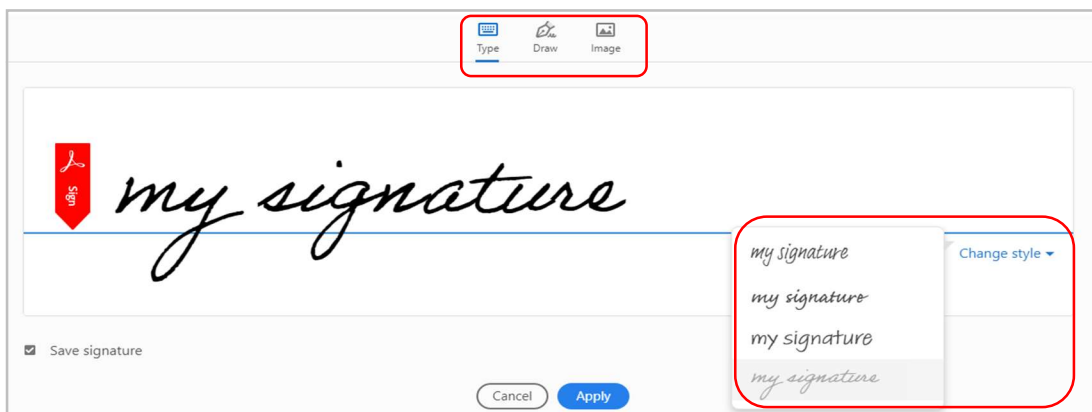 Type Draw Image
Sign
my signature
my signature
Change style
my signature
my signature
my signature
Save signature
Cancel Apply